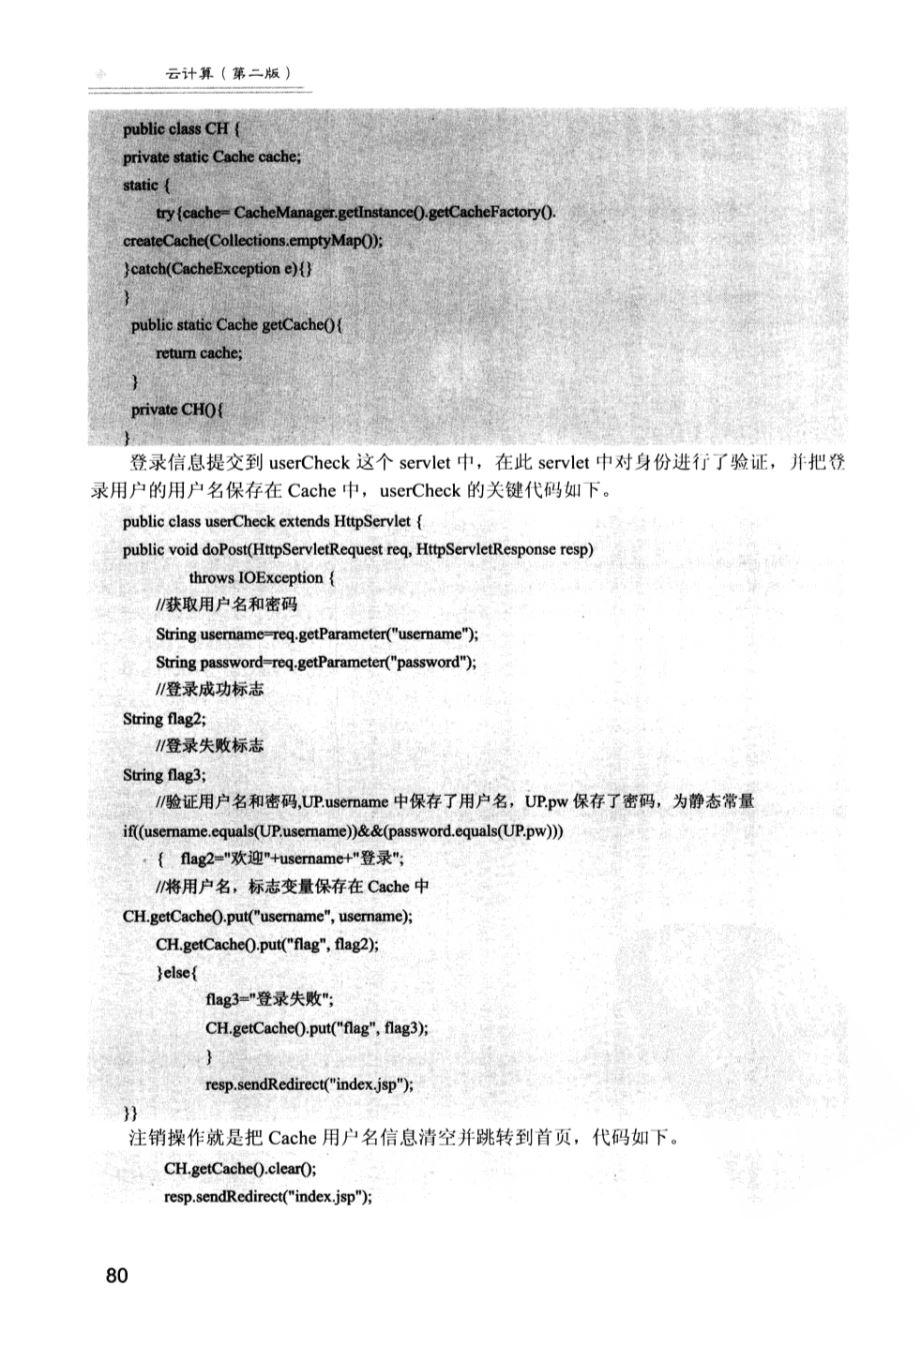 云计算（第二版）
public class CH {
private static Cache cache;
static {
try{cache= CacheManager.getInstance().getCacheFactory().
createCache(Collections.emptyMap());
}catch(CacheException e){}
}
public static Cache getCache(){
return cache;
}
private CH(){
}
登录信息提交到 userCheck 这个 servlet 中，在此 servlet 中对身份进行了验证，并把登
录用户的用户名保存在 Cache 中，userCheck 的关键代码如下。
public class userCheck extends HttpServlet {
public void doPost(HttpServletRequest req, HttpServletResponse resp)
throws IOException {
//获取用户名和密码
String username=req.getParameter("username");
String password=req.getParameter("password");
//登录成功标志
String flag2;
//登录失败标志
String flag3;
//验证用户名和密码,UP.username 中保存了用户名，UP.pw 保存了密码，为静态常量
if((username.equals(UP.username))&&(password.equals(UP.pw)))
{ flag2="欢迎"+username+"登录";
//将用户名，标志变量保存在 Cache 中
CH.getCache().put("username", username);
CH.getCache().put("flag", flag2);
}else{
flag3="登录失败";
CH.getCache().put("flag", flag3);
}
resp.sendRedirect("index.jsp");
}}
注销操作就是把 Cache 用户名信息清空并跳转到首页，代码如下。
CH.getCache().clear();
resp.sendRedirect("index.jsp");
80